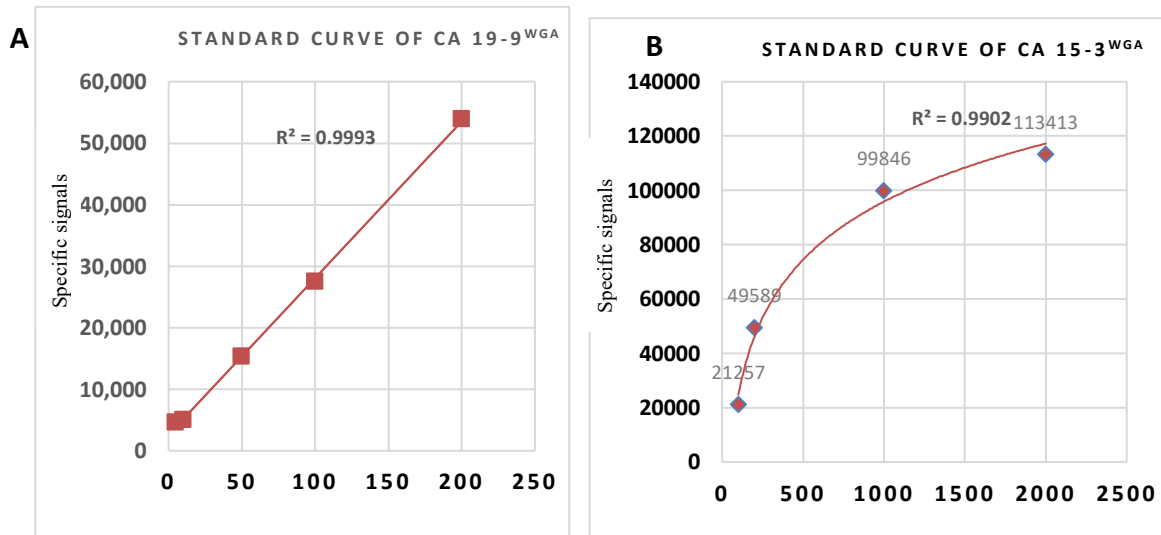 A
STANDARD CURVE OF CA 19-9WGA
60,000
50,000
40,000
30,000
20,000
10,000
0
Specific signals
R² = 0.9993
0 50 100 150 200 250
B
STANDARD CURVE OF CA 15-3WGA
140000
120000
100000
80000
60000
40000
20000
0
Specific signals
R² = 0.9902
113413
99846
49589
21257
0 500 1000 1500 2000 2500